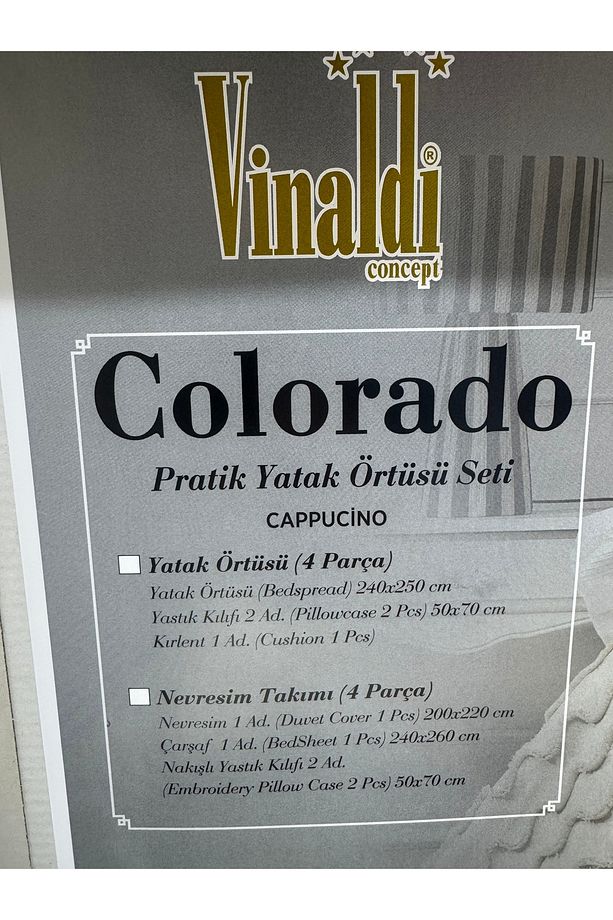 Vinaldi®
concept
Colorado
Pratik Yatak Örtüsü Seti
CAPPUCİNO
Yatak Örtüsü (4 Parça)
Yatak Örtüsü (Bedspread) 240x250 cm
Yastık Kılıfı 2 Ad. (Pillowcase 2 Pcs) 50x70 cm
Kırlent 1 Ad. (Cushion 1 Pcs)
Nevresim Takımı (4 Parça)
Nevresim 1 Ad. (Duvet Cover 1 Pcs) 200x220 cm
Çarşaf 1 Ad. (BedSheet 1 Pcs) 240x260 cm
Nakışlı Yastık Kılıfı 2 Ad.
(Embroidery Pillow Case 2 Pcs) 50x70 cm